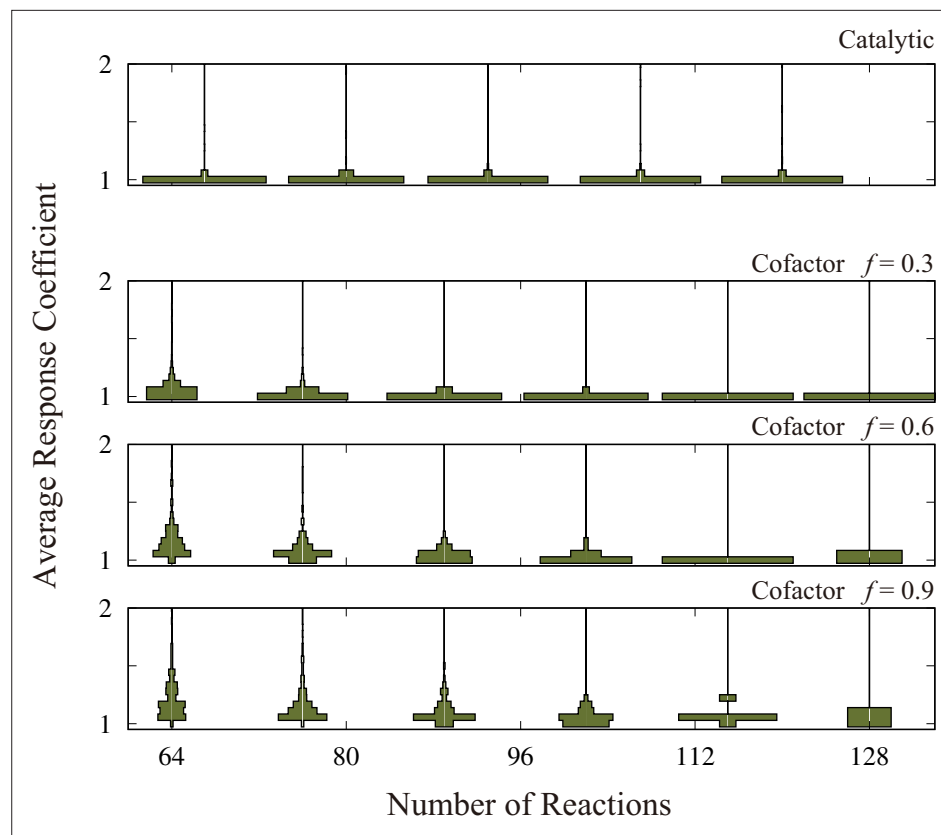 Catalytic
2
1
Cofactor f = 0.3
2
1
Cofactor f = 0.6
2
1
Cofactor f = 0.9
2
1
64 80 96 112 128
Number of Reactions
Average Response Coefficient